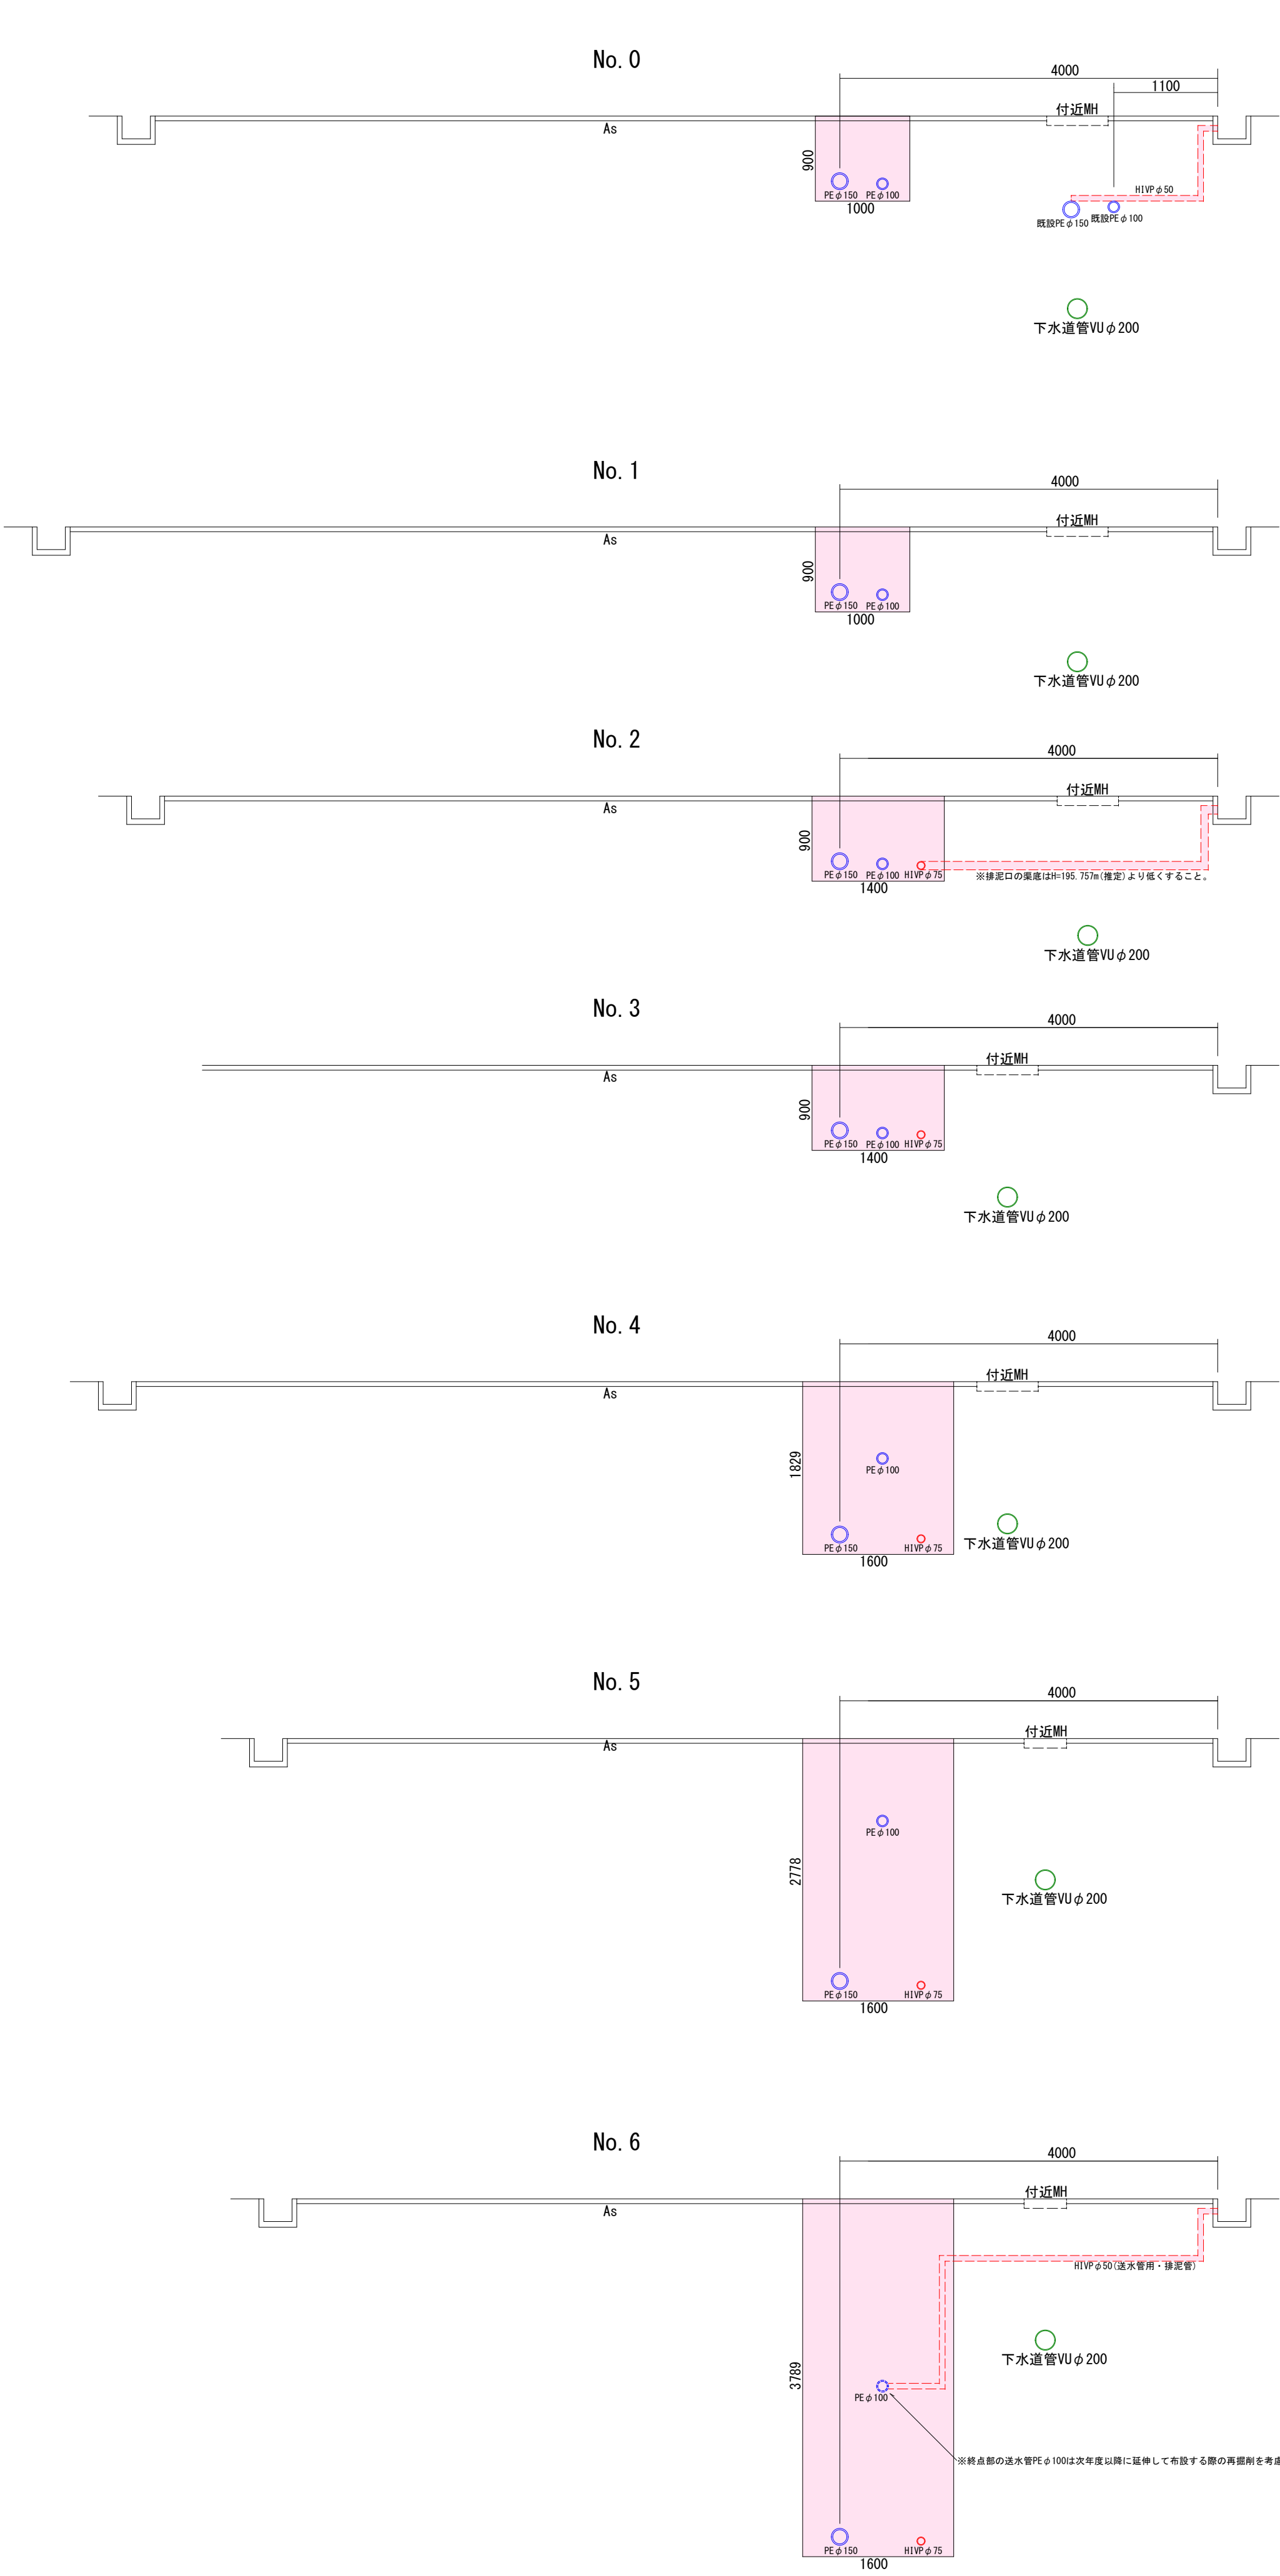 No. 0
4000
1100
付近MH
As
900
PEφ150 PEφ100
1000
HIVPφ50
既設PEφ150 既設PEφ100
下水道管VUφ200
No. 1
4000
付近MH
As
900
PEφ150 PEφ100
1000
下水道管VUφ200
No. 2
4000
付近MH
As
900
PEφ150 PEφ100 HIVPφ75
1400
※排泥口の渠底はH=195.757m(推定)より低くすること。
下水道管VUφ200
No. 3
4000
付近MH
As
900
PEφ150 PEφ100 HIVPφ75
1400
下水道管VUφ200
No. 4
4000
付近MH
As
1829
PEφ100
PEφ150 HIVPφ75
1600
下水道管VUφ200
No. 5
4000
付近MH
As
PEφ100
2778
下水道管VUφ200
PEφ150 HIVPφ75
1600
No. 6
4000
付近MH
As
HIVPφ50(送水管用・排泥管)
下水道管VUφ200
3789
PEφ100
※終点部の送水管PEφ100は次年度以降に延伸して布設する際の再掘削を考慮
PEφ150 HIVPφ75
1600